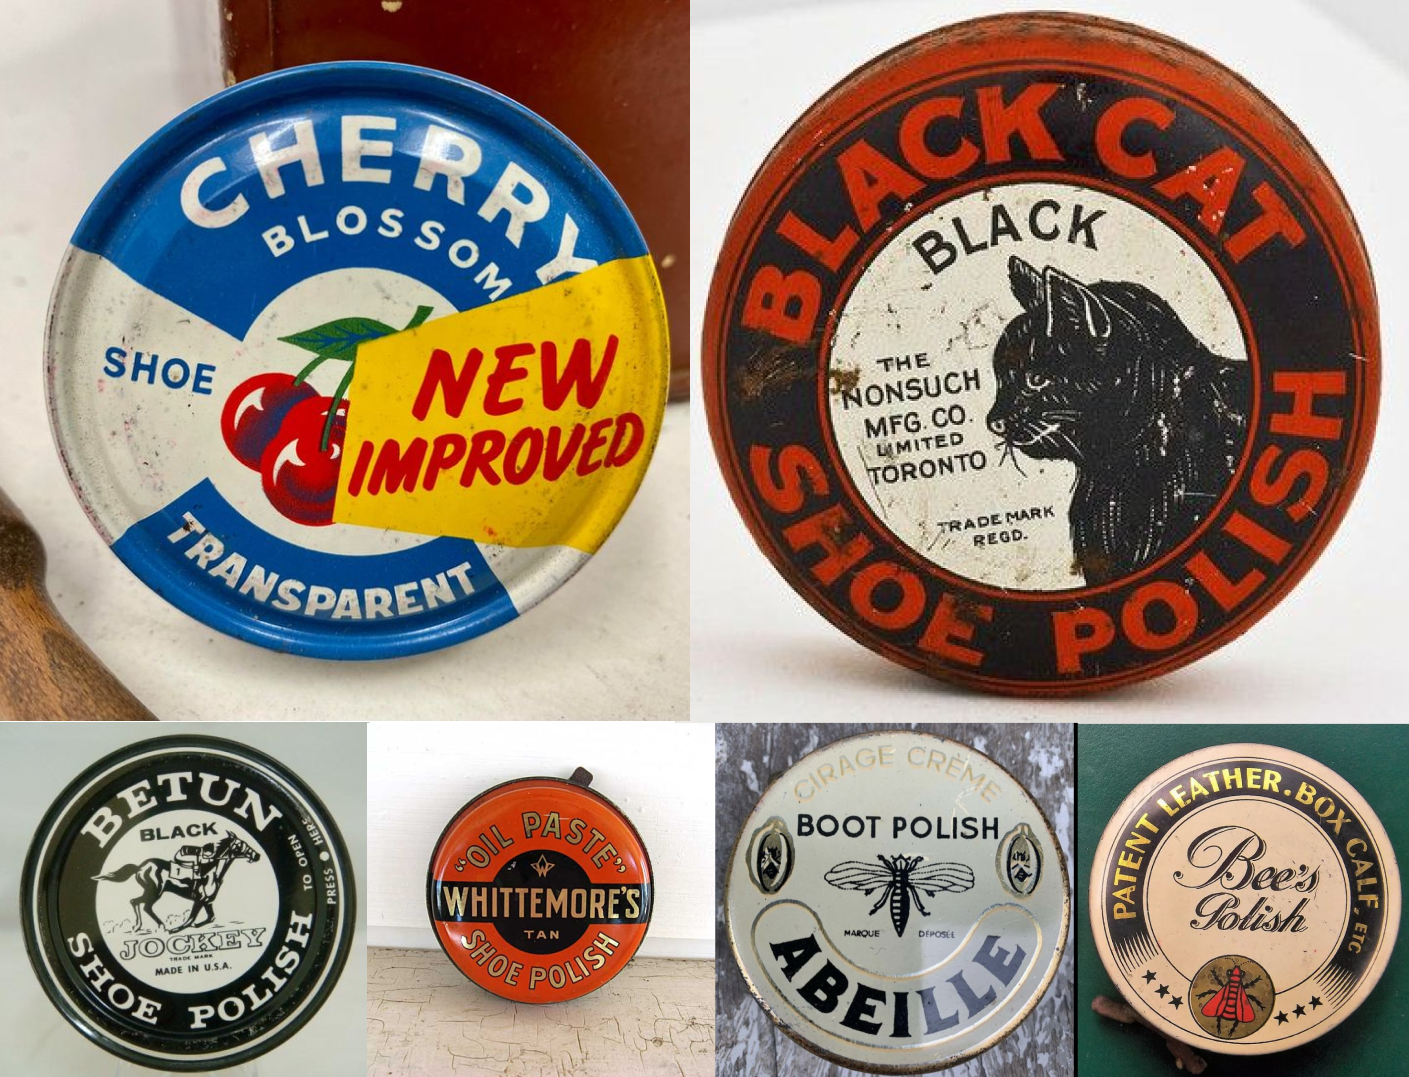 CHERRY
BLOSSOM
SHOE
NEW
IMPROVED
TRANSPARENT
BLACK CAT
BLACK
THE
NONSUCH
MFG. CO.
LIMITED
TORONTO
TRADE MARK
REGD.
SHOE POLISH
BETUN
BLACK
JOCKEY
TRADE MARK
MADE IN U.S.A.
SHOE POLISH
PRESS ● HERE
TO OPEN
"OIL PASTE"
WHITTEMORE'S
TAN
SHOE POLISH
CIRAGE CRÈME
BOOT POLISH
MARQUE DÉPOSÉE
ABEILLE
PATENT LEATHER. BOX CALF, ETC
Bee's
Polish